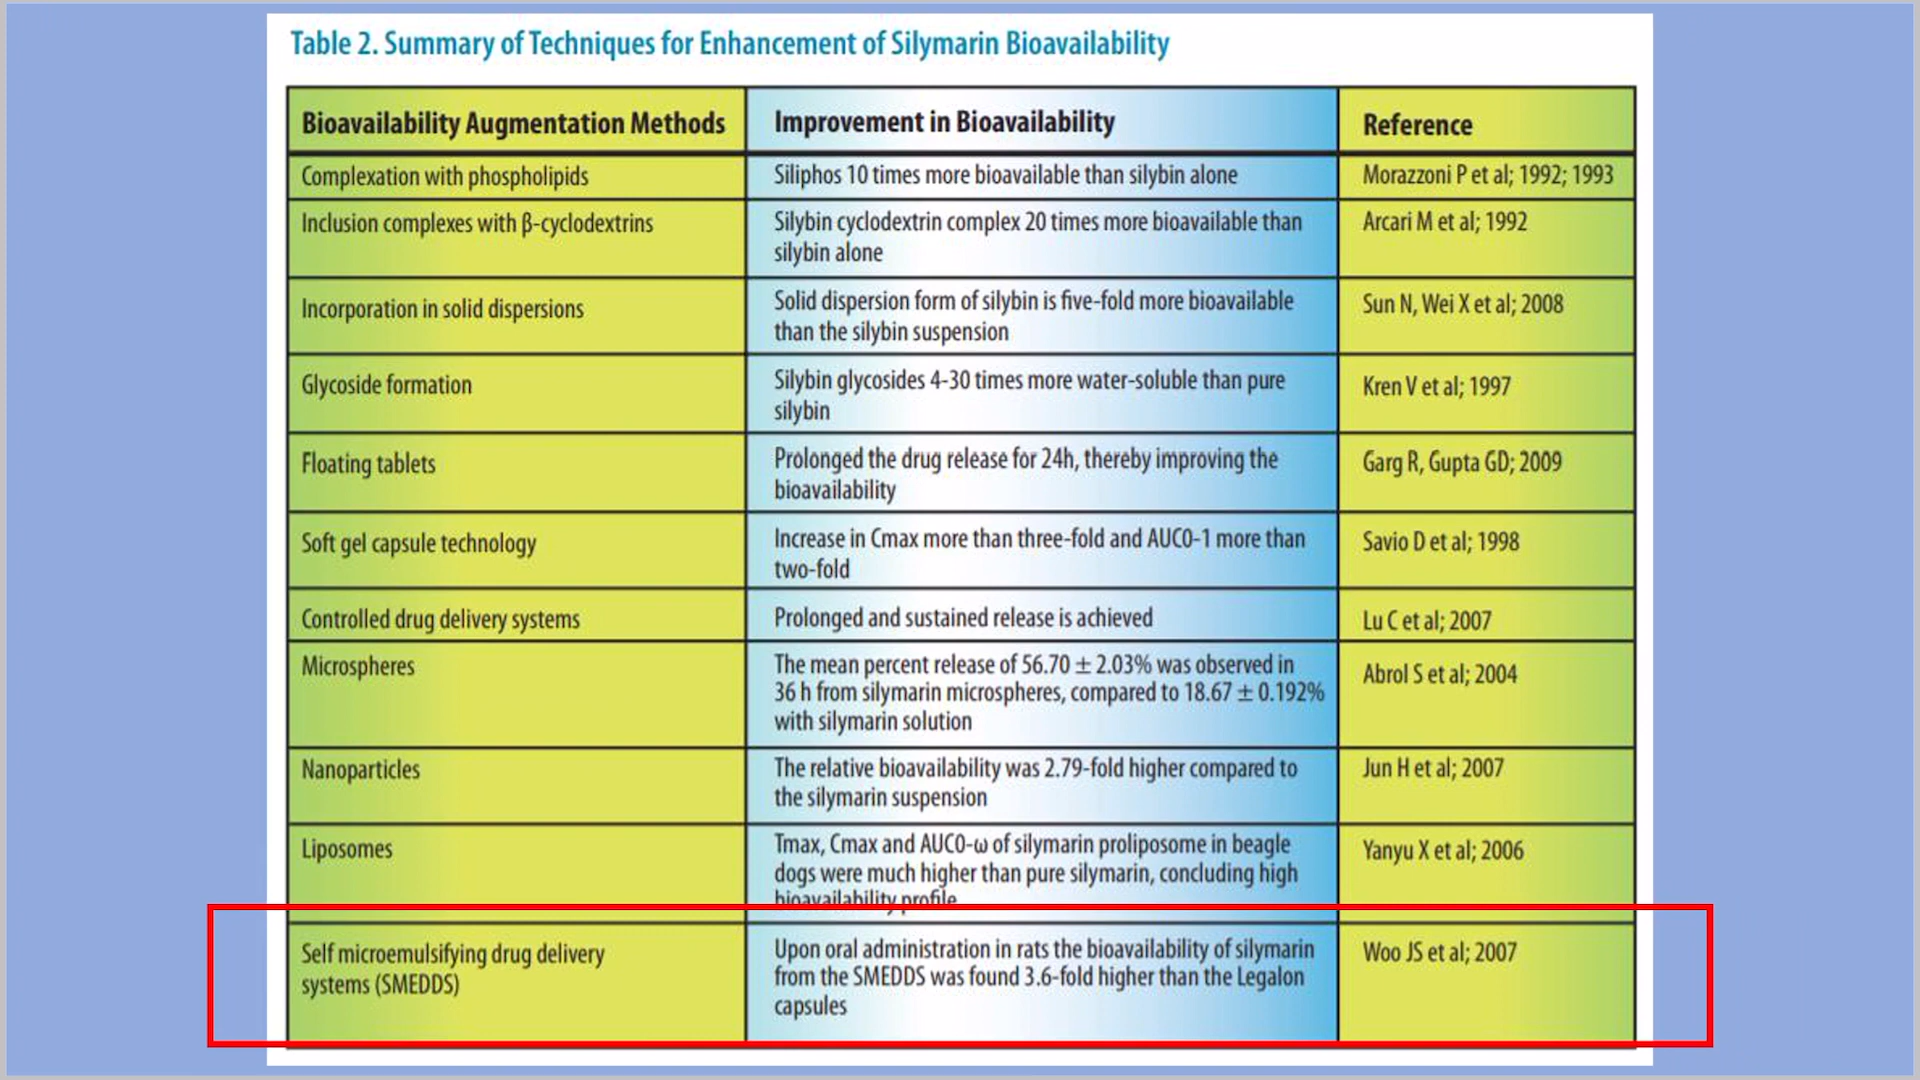 Table 2. Summary of Techniques for Enhancement of Silymarin Bioavailability
Bioavailability Augmentation Methods
Improvement in Bioavailability
Reference
Complexation with phospholipids
Siliphos 10 times more bioavailable than silybin alone
Morazzoni P et al; 1992; 1993
Inclusion complexes with β-cyclodextrins
Silybin cyclodextrin complex 20 times more bioavailable than
silybin alone
Arcari M et al; 1992
Incorporation in solid dispersions
Solid dispersion form of silybin is five-fold more bioavailable
than the silybin suspension
Sun N, Wei X et al; 2008
Glycoside formation
Silybin glycosides 4-30 times more water-soluble than pure
silybin
Kren V et al; 1997
Floating tablets
Prolonged the drug release for 24h, thereby improving the
bioavailability
Garg R, Gupta GD; 2009
Soft gel capsule technology
Increase in Cmax more than three-fold and AUC0-1 more than
two-fold
Savio D et al; 1998
Controlled drug delivery systems
Prolonged and sustained release is achieved
Lu C et al; 2007
Microspheres
The mean percent release of 56.70 ± 2.03% was observed in
36 h from silymarin microspheres, compared to 18.67 ± 0.192%
with silymarin solution
Abrol S et al; 2004
Nanoparticles
The relative bioavailability was 2.79-fold higher compared to
the silymarin suspension
Jun H et al; 2007
Liposomes
Tmax, Cmax and AUC0-ω of silymarin proliposome in beagle
dogs were much higher than pure silymarin, concluding high
bioavailability profile
Yanyu X et al; 2006
Self microemulsifying drug delivery
systems (SMEDDS)
Upon oral administration in rats the bioavailability of silymarin
from the SMEDDS was found 3.6-fold higher than the Legalon
capsules
Woo JS et al; 2007